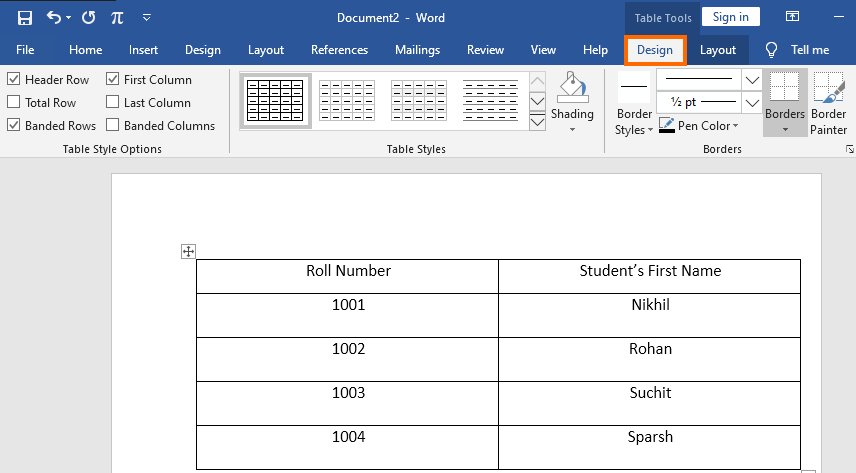 Document2 - Word
Table Tools
Sign in
File Home Insert Design Layout References Mailings Review View Help Design Layout Tell me
Header Row First Column
Total Row Last Column
Banded Rows Banded Columns
Table Style Options
Table Styles
Shading
Border
Styles
½ pt
Pen Color
Borders
Border
Painter
Borders
Roll Number Student’s First Name
1001 Nikhil
1002 Rohan
1003 Suchit
1004 Sparsh